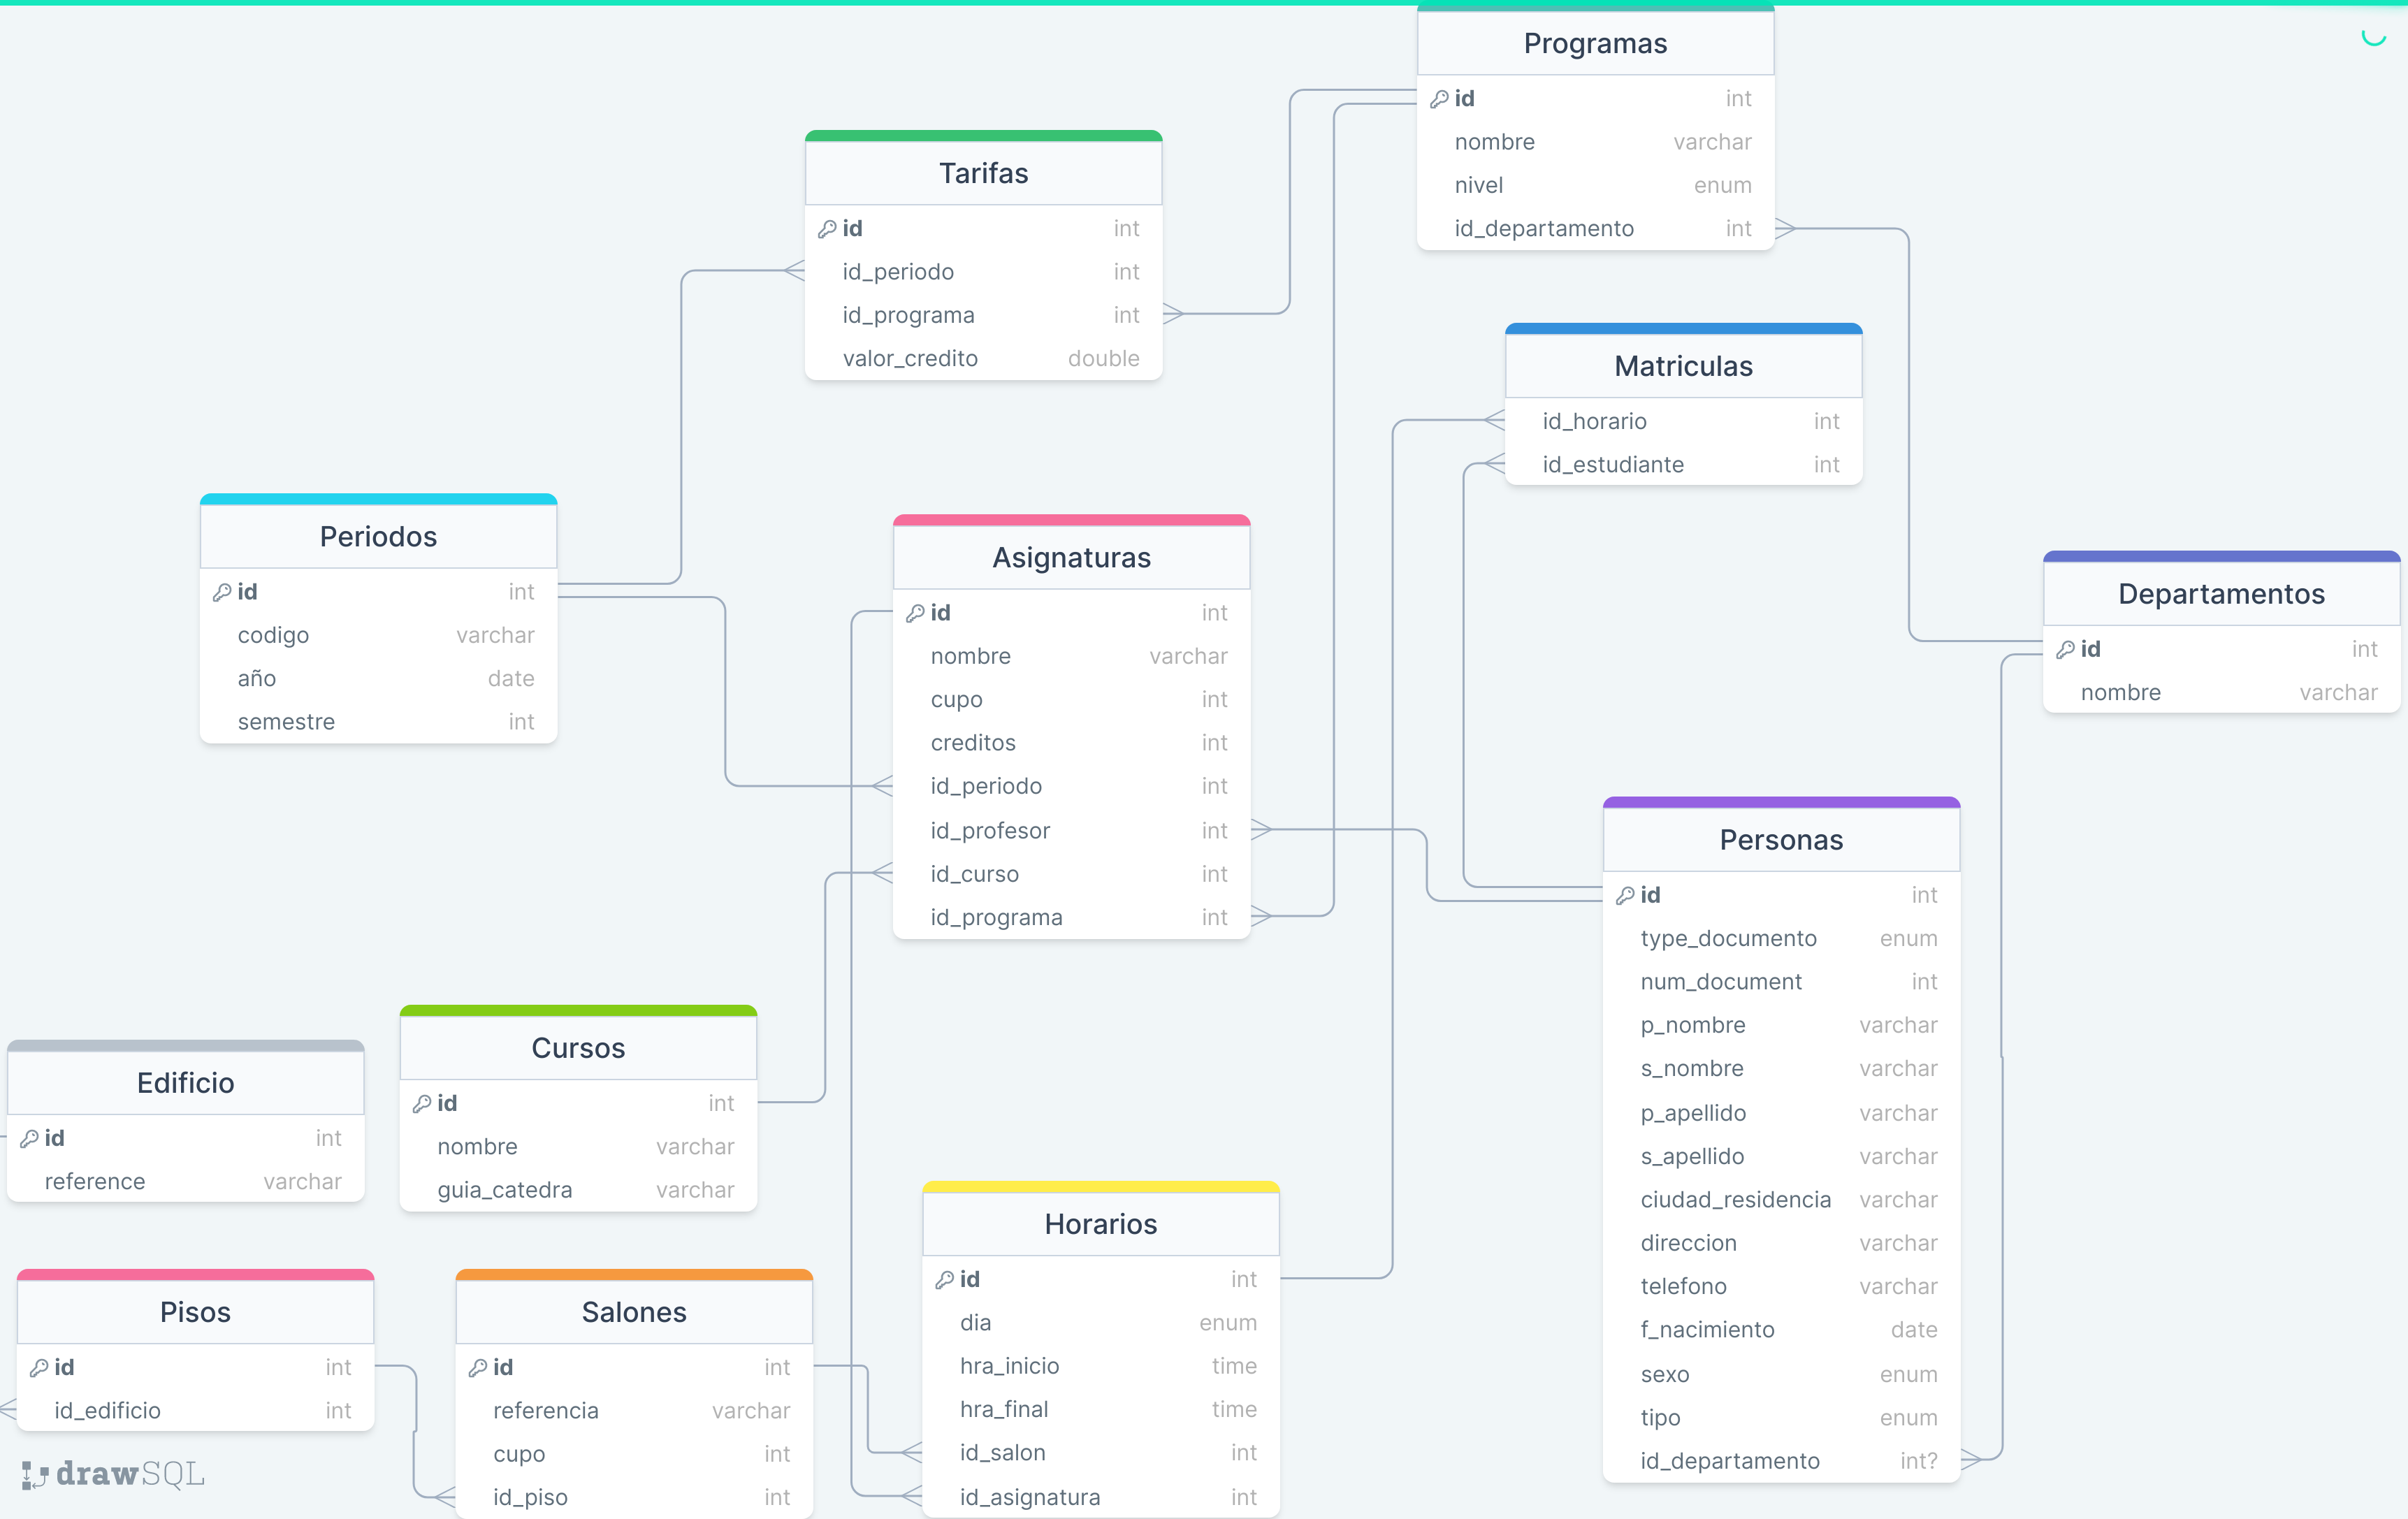 Programas
id int
nombre varchar
nivel enum
id_departamento int
Tarifas
id int
id_periodo int
id_programa int
valor_credito double
Matriculas
id_horario int
id_estudiante int
Periodos
id int
codigo varchar
año date
semestre int
Asignaturas
id int
nombre varchar
cupo int
creditos int
id_periodo int
id_profesor int
id_curso int
id_programa int
Departamentos
id int
nombre varchar
Personas
id int
type_documento enum
num_document int
p_nombre varchar
s_nombre varchar
p_apellido varchar
s_apellido varchar
ciudad_residencia varchar
direccion varchar
telefono varchar
f_nacimiento date
sexo enum
tipo enum
id_departamento int?
Cursos
id int
nombre varchar
guia_catedra varchar
Edificio
id int
reference varchar
Horarios
id int
dia enum
hra_inicio time
hra_final time
id_salon int
id_asignatura int
Pisos
id int
id_edificio int
Salones
id int
referencia varchar
cupo int
id_piso int
drawSQL